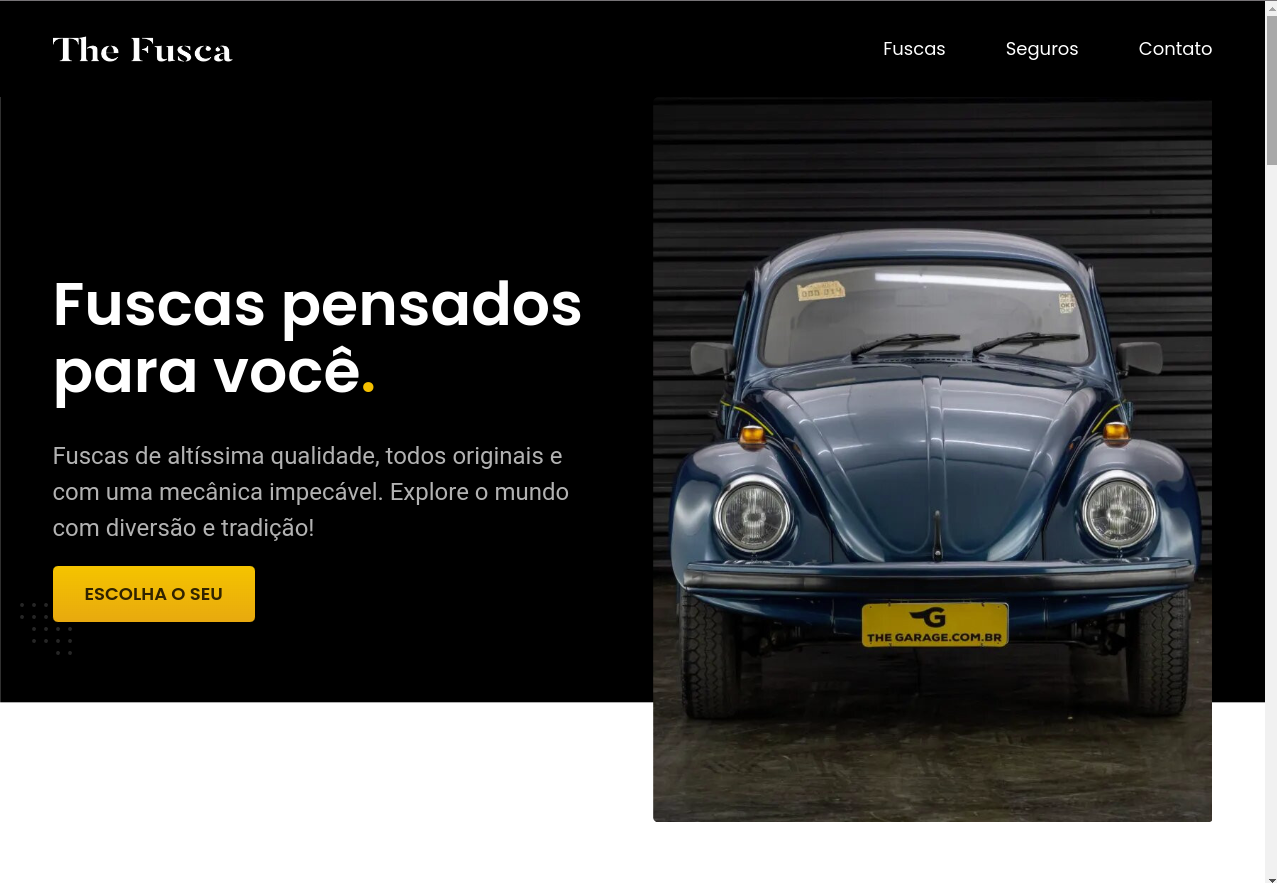 The Fusca
Fuscas
Seguros
Contato
Fuscas pensados
para você.
Fuscas de altíssima qualidade, todos originais e
com uma mecânica impecável. Explore o mundo
com diversão e tradição!
ESCOLHA O SEU
G
THE GARAGE.COM.BR